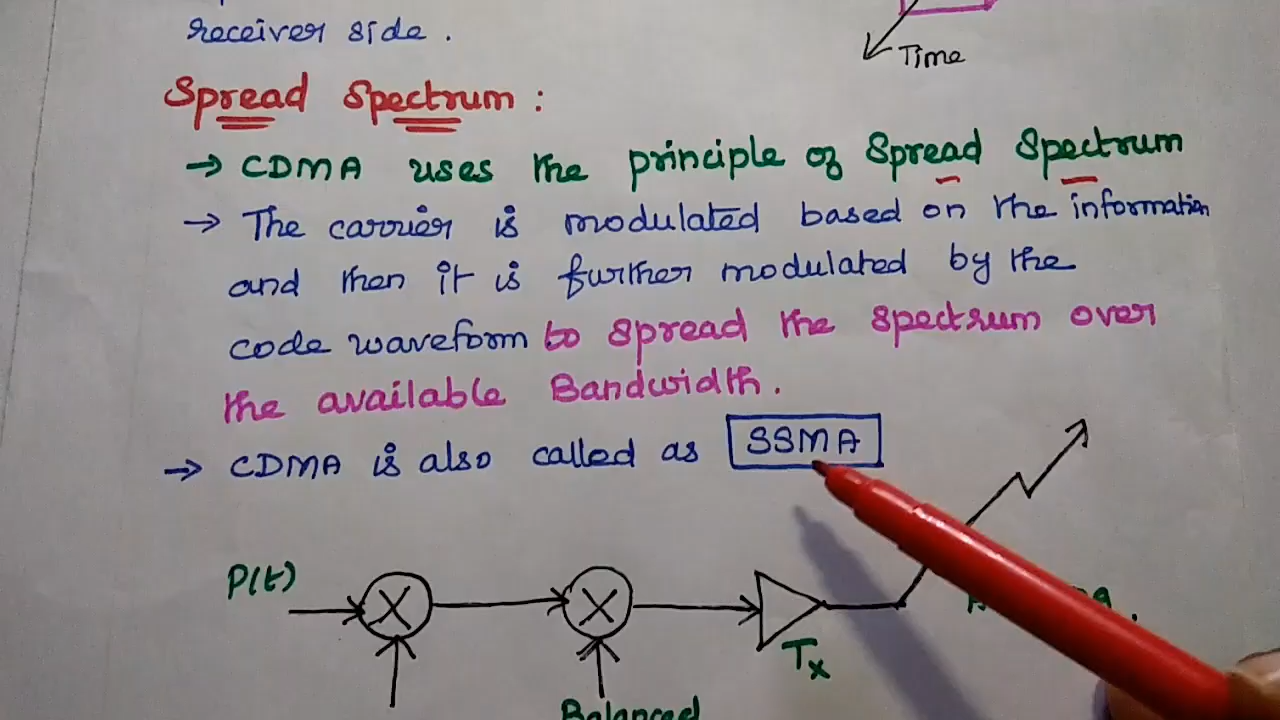 receiver side .
Time
Spread Spectrum :
→ CDMA uses the principle of Spread Spectrum
→ The carrier is modulated based on the information
and then it is further modulated by the
code waveform to spread the spectrum over
the available Bandwidth.
→ CDMA is also called as SSMA
P(t)
X X
Tx
Balanced